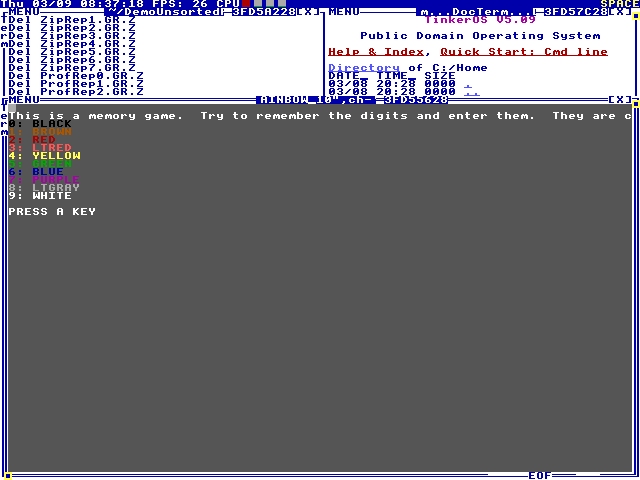 Thu 03/09 08:37:18 FPS: 26 CPU SPACE
MENU ~/DemoUnsorted 3FD5A228[X]
Del ZipRep1.GR.Z
Del ZipRep2.GR.Z
Del ZipRep3.GR.Z
Del ZipRep4.GR.Z
Del ZipRep5.GR.Z
Del ZipRep6.GR.Z
Del ZipRep7.GR.Z
Del ProfRep0.GR.Z
Del ProfRep1.GR.Z
Del ProfRep2.GR.Z
MENU m...DocTerm... 3FD57C28[X]
TinkerOS V5.09
Public Domain Operating System
Help & Index, Quick Start: Cmd line
Directory of C:/Home
DATE_ TIME_ SIZE
03/08 20:28 0000 .
03/08 20:28 0000 ..
MENU AINBOW_10",ch- 3FD55628 [X]
This is a memory game.  Try to remember the digits and enter them.  They are c
0: BLACK
1: BROWN
2: RED
3: LTRED
4: YELLOW
5: GREEN
6: BLUE
7: PURPLE
8: LTGRAY
9: WHITE
PRESS A KEY
EOF